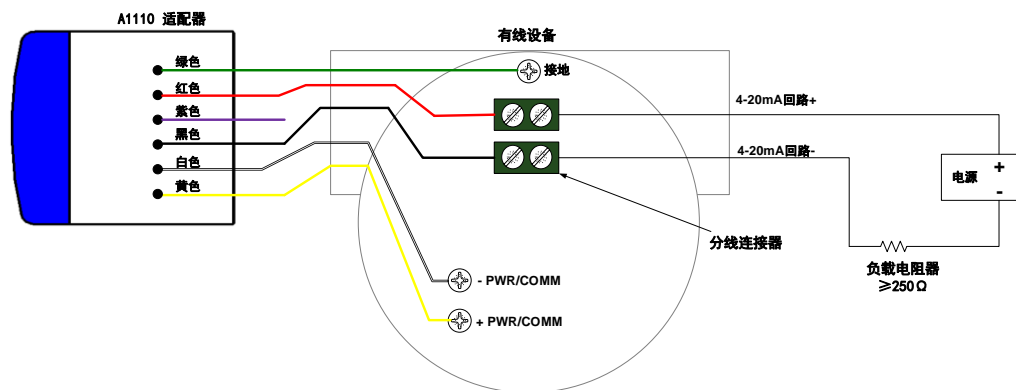 A1110 适配器
有线设备
绿色
接地
红色
4-20mA回路+
紫色
黑色
4-20mA回路-
白色
黄色
电源
+
-
分线连接器
负载电阻器
≥250Ω
- PWR/COMM
+ PWR/COMM